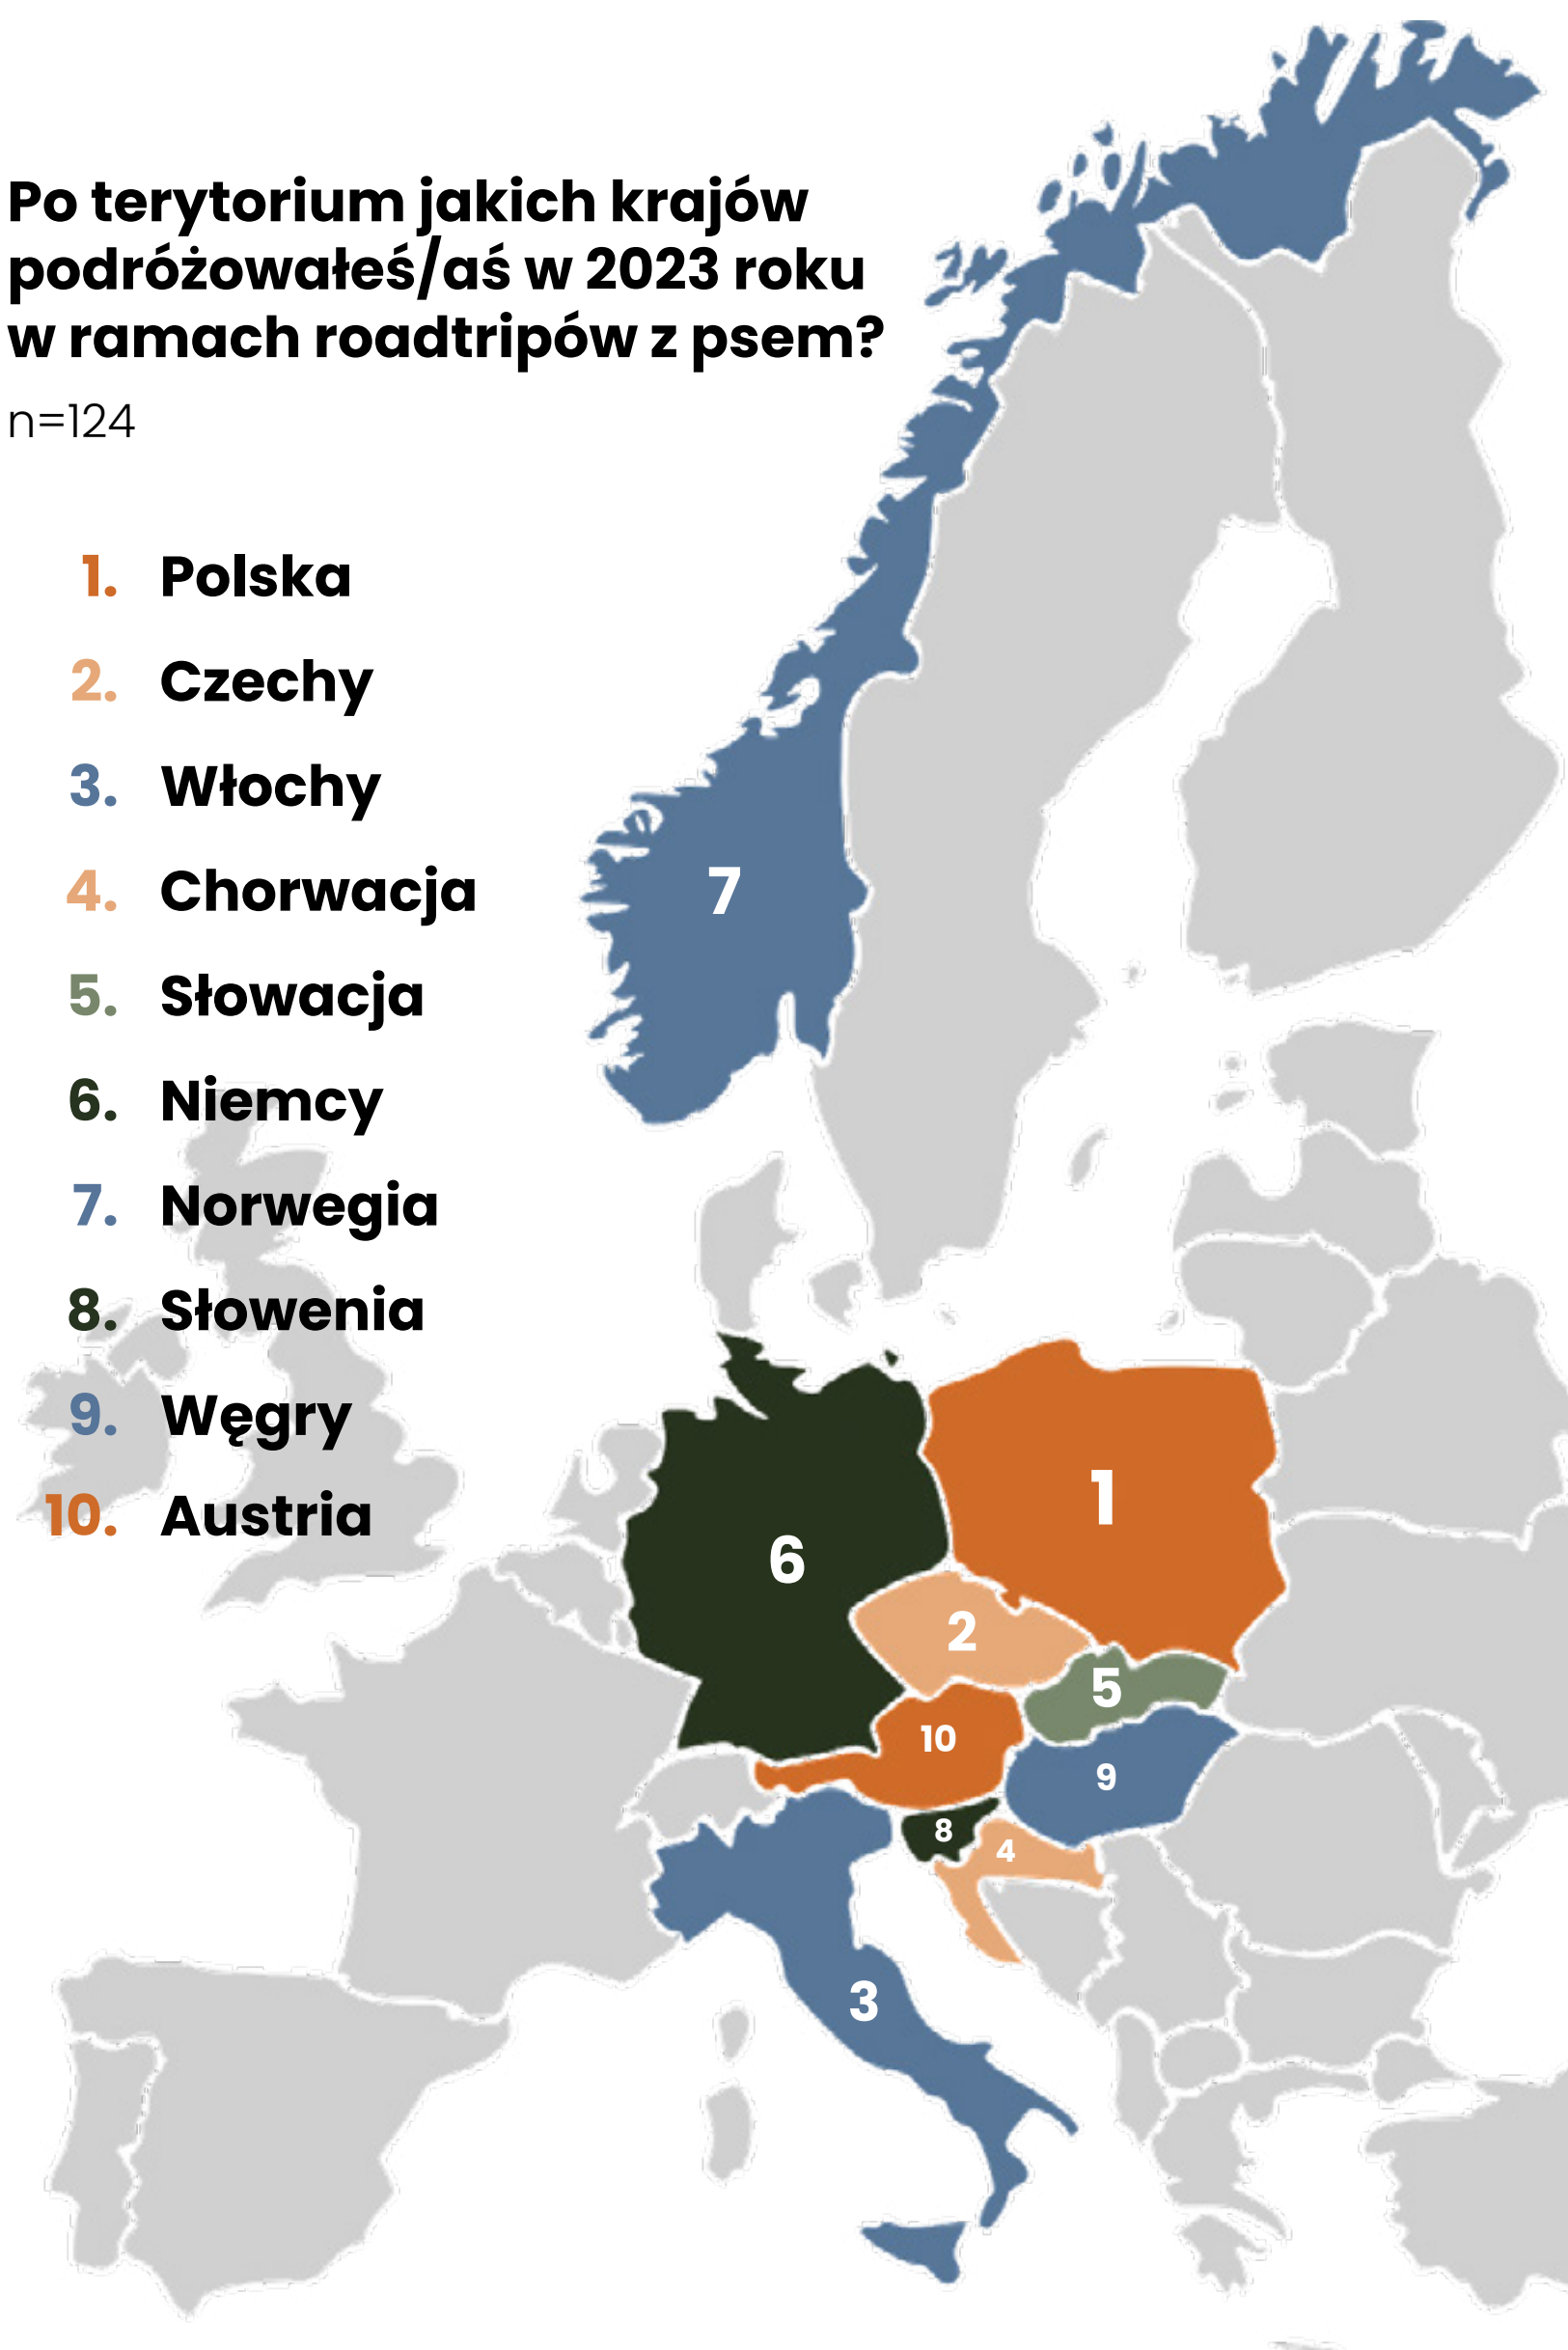 Po terytorium jakich krajów
podróżowałeś/aś w 2023 roku
w ramach roadtripów z psem?
n=124
1. Polska
2. Czechy
3. Włochy
4. Chorwacja
5. Słowacja
6. Niemcy
7. Norwegia
8. Słowenia
9. Węgry
10. Austria
7
1
6
2
5
10
9
8
4
3